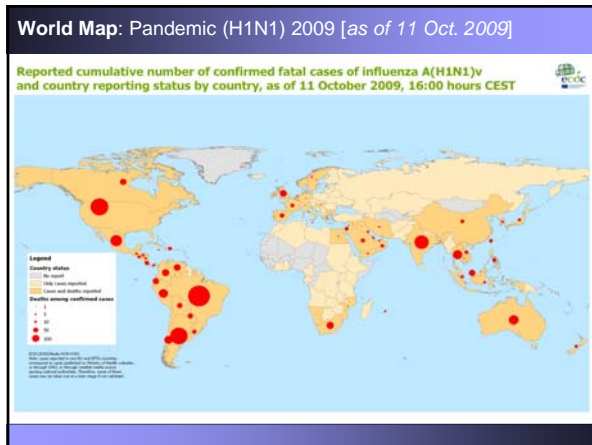 World Map: Pandemic (H1N1) 2009 [as of 11 Oct. 2009]
Reported cumulative number of confirmed fatal cases of influenza A(H1N1)v
and country reporting status by country, as of 11 October 2009, 16:00 hours CEST
ecdc
Legend
Country status
No report
Only cases reported
Cases and deaths reported
Deaths among confirmed cases
1
5
10
50
100